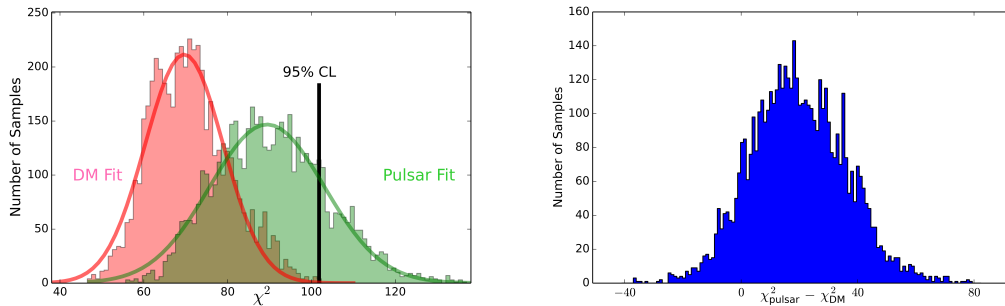 250
200
150
100
50
0
Number of Samples
95% CL
DM Fit
Pulsar Fit
40 60 80 100 120
χ²
160
140
120
100
80
60
40
20
0
Number of Samples
−40 0 40 80
χ²pulsar − χ²DM